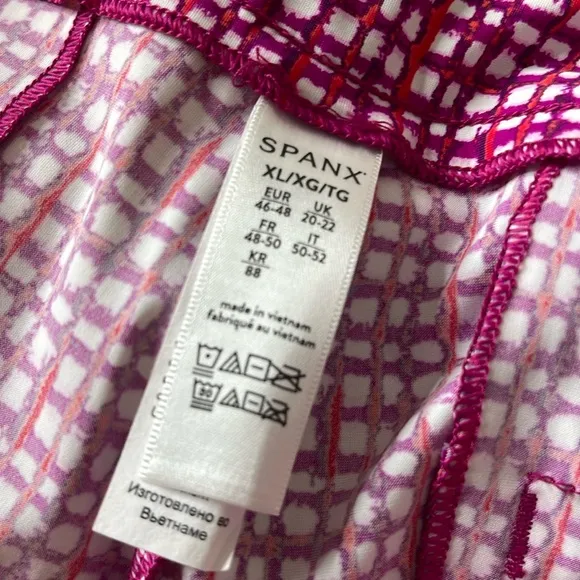 SPANX
XL/XG/TG
EUR UK
46-48 20-22
FR IT
48-50 50-52
KR
88
made in vietnam
fabriqué au vietnam
30
Изготовлено во
Вьетнаме